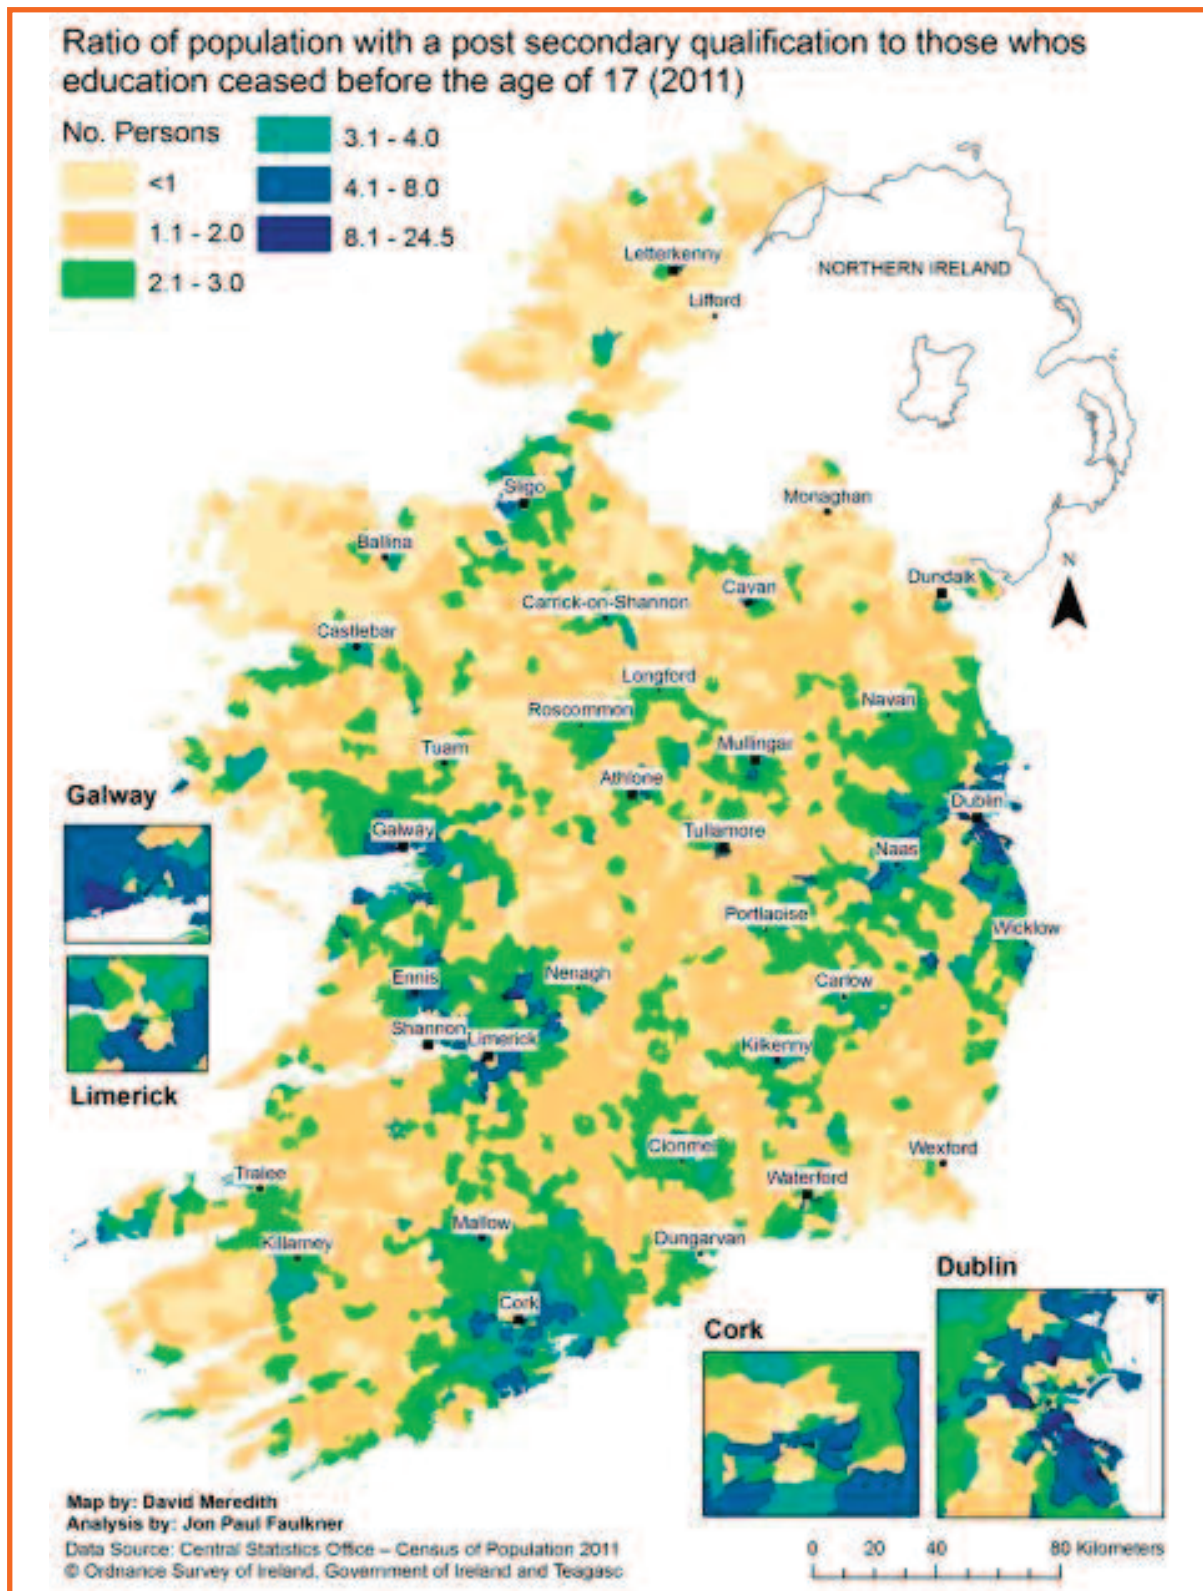 Ratio of population with a post secondary qualification to those whos
education ceased before the age of 17 (2011)
No. Persons
<1
1.1 - 2.0
2.1 - 3.0
3.1 - 4.0
4.1 - 8.0
8.1 - 24.5
Letterkenny
NORTHERN IRELAND
Lifford
Sligo
Monaghan
Ballina
N
Dundalk
Cavan
Carrick-on-Shannon
Castlebar
Longford
Navan
Roscommon
Mullingar
Tuam
Athlone
Galway
Dublin
Galway
Tullamore
Naas
Portlaoise
Wicklow
Ennis
Nenagh
Carlow
Shannon
Limerick
Kilkenny
Limerick
Clonmel
Wexford
Tralee
Waterford
Mallow
Killarney
Dungarvan
Dublin
Cork
Cork
Map by: David Meredith
Analysis by: Jon Paul Faulkner
Data Source: Central Statistics Office – Census of Population 2011
© Ordnance Survey of Ireland, Government of Ireland and Teagasc
0 20 40 80 Kilometers